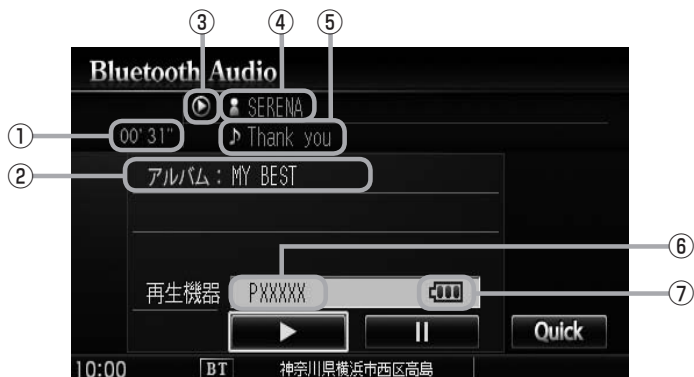 ③ ④ ⑤
Bluetooth Audio
SERENA
① 00'31" ♪ Thank you
② アルバム：MY BEST
⑥
再生機器 PXXXXX ⑦
Quick
10:00 BT 神奈川県横浜市西区高島